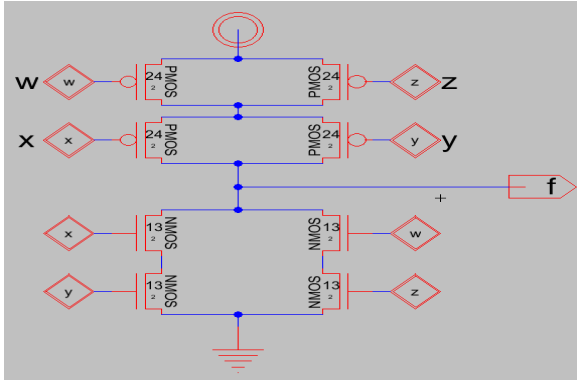 w w 24 2 PMOS PMOS 24 2 z z
x x 24 2 PMOS PMOS 24 2 y y
f
x 13 2 NMOS NMOS 13 2 w
y 13 2 NMOS NMOS 13 2 z